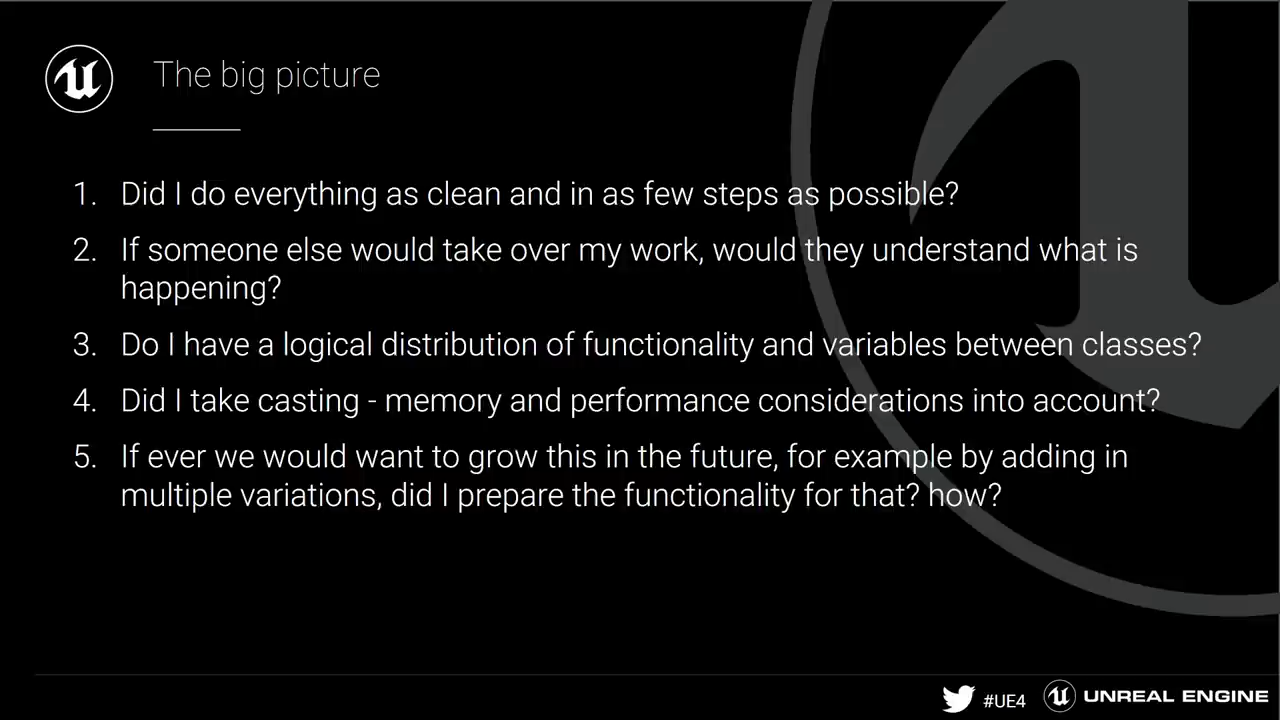 The big picture
1. Did I do everything as clean and in as few steps as possible?
2. If someone else would take over my work, would they understand what is
happening?
3. Do I have a logical distribution of functionality and variables between classes?
4. Did I take casting - memory and performance considerations into account?
5. If ever we would want to grow this in the future, for example by adding in
multiple variations, did I prepare the functionality for that? how?
#UE4 UNREAL ENGINE